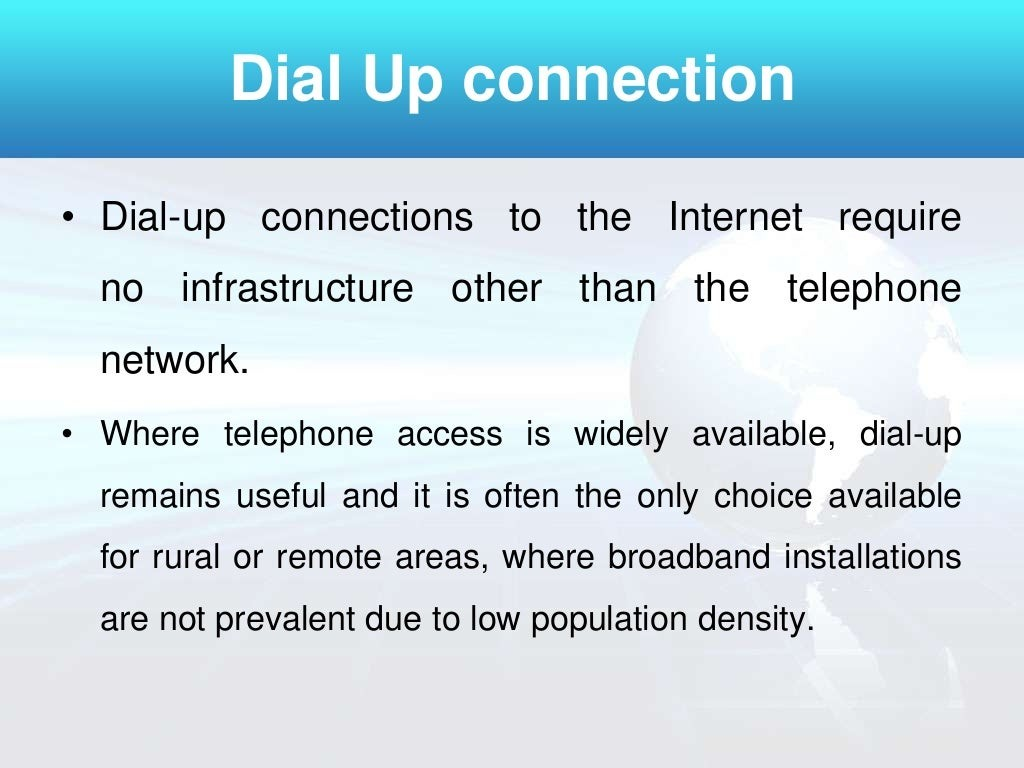 Dial Up connection
• Dial-up connections to the Internet require
no infrastructure other than the telephone
network.
• Where telephone access is widely available, dial-up
remains useful and it is often the only choice available
for rural or remote areas, where broadband installations
are not prevalent due to low population density.